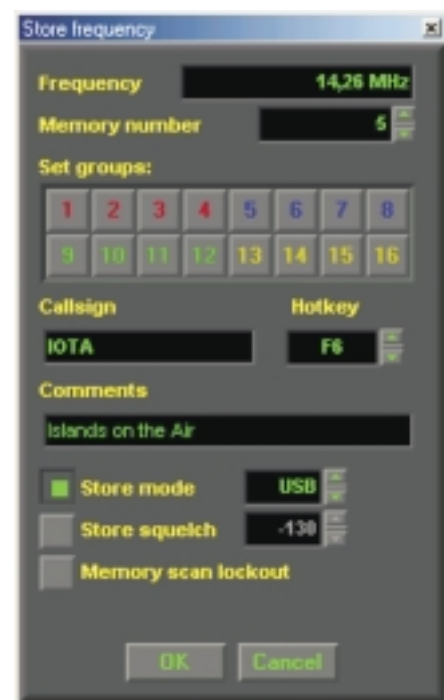 Store frequency
Frequency 14,26 MHz
Memory number 5
Set groups:
1 2 3 4 5 6 7 8
9 10 11 12 13 14 15 16
Callsign Hotkey
IOTA F6
Comments
Islands on the Air
Store mode USB
Store squelch -130
Memory scan lockout
OK Cancel